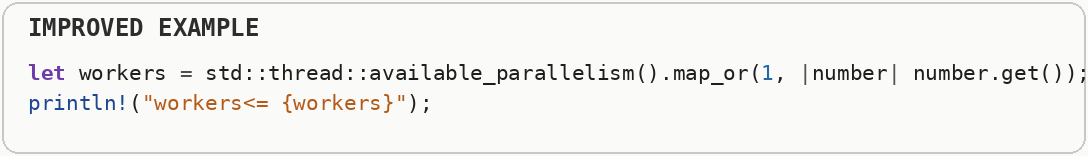 IMPROVED EXAMPLE
let workers = std::thread::available_parallelism().map_or(1, |number| number.get());
println!("workers<= {workers}");